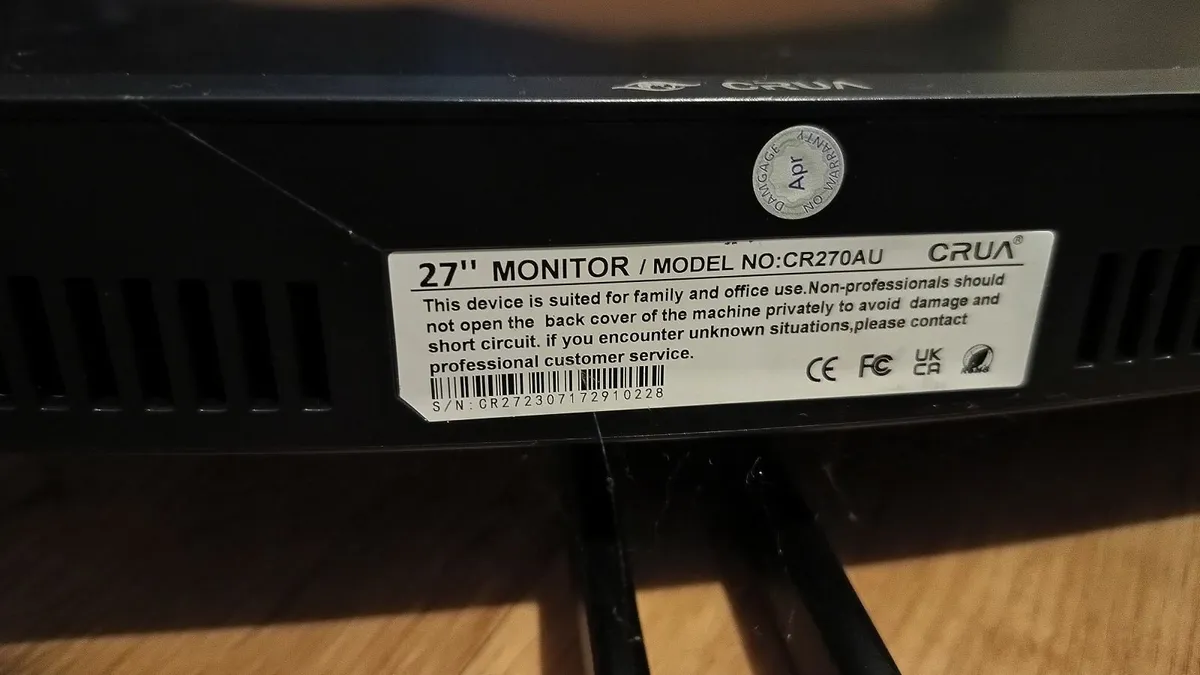 CRUA
DAMGAGE
Apr
NO WARRANTY
27'' MONITOR / MODEL NO:CR270AU CRUA®
This device is suited for family and office use.Non-professionals should
not open the back cover of the machine privately to avoid damage and
short circuit. if you encounter unknown situations,please contact
professional customer service.
CE FC UK
CA
S/N:CR272307172910228